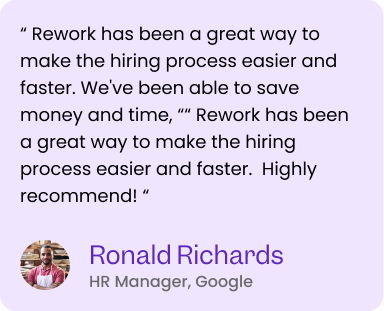 “ Rework has been a great way to
make the hiring process easier and
faster. We've been able to save
money and time, ““ Rework has been
a great way to make the hiring
process easier and faster.  Highly
recommend! “
Ronald Richards
HR Manager, Google